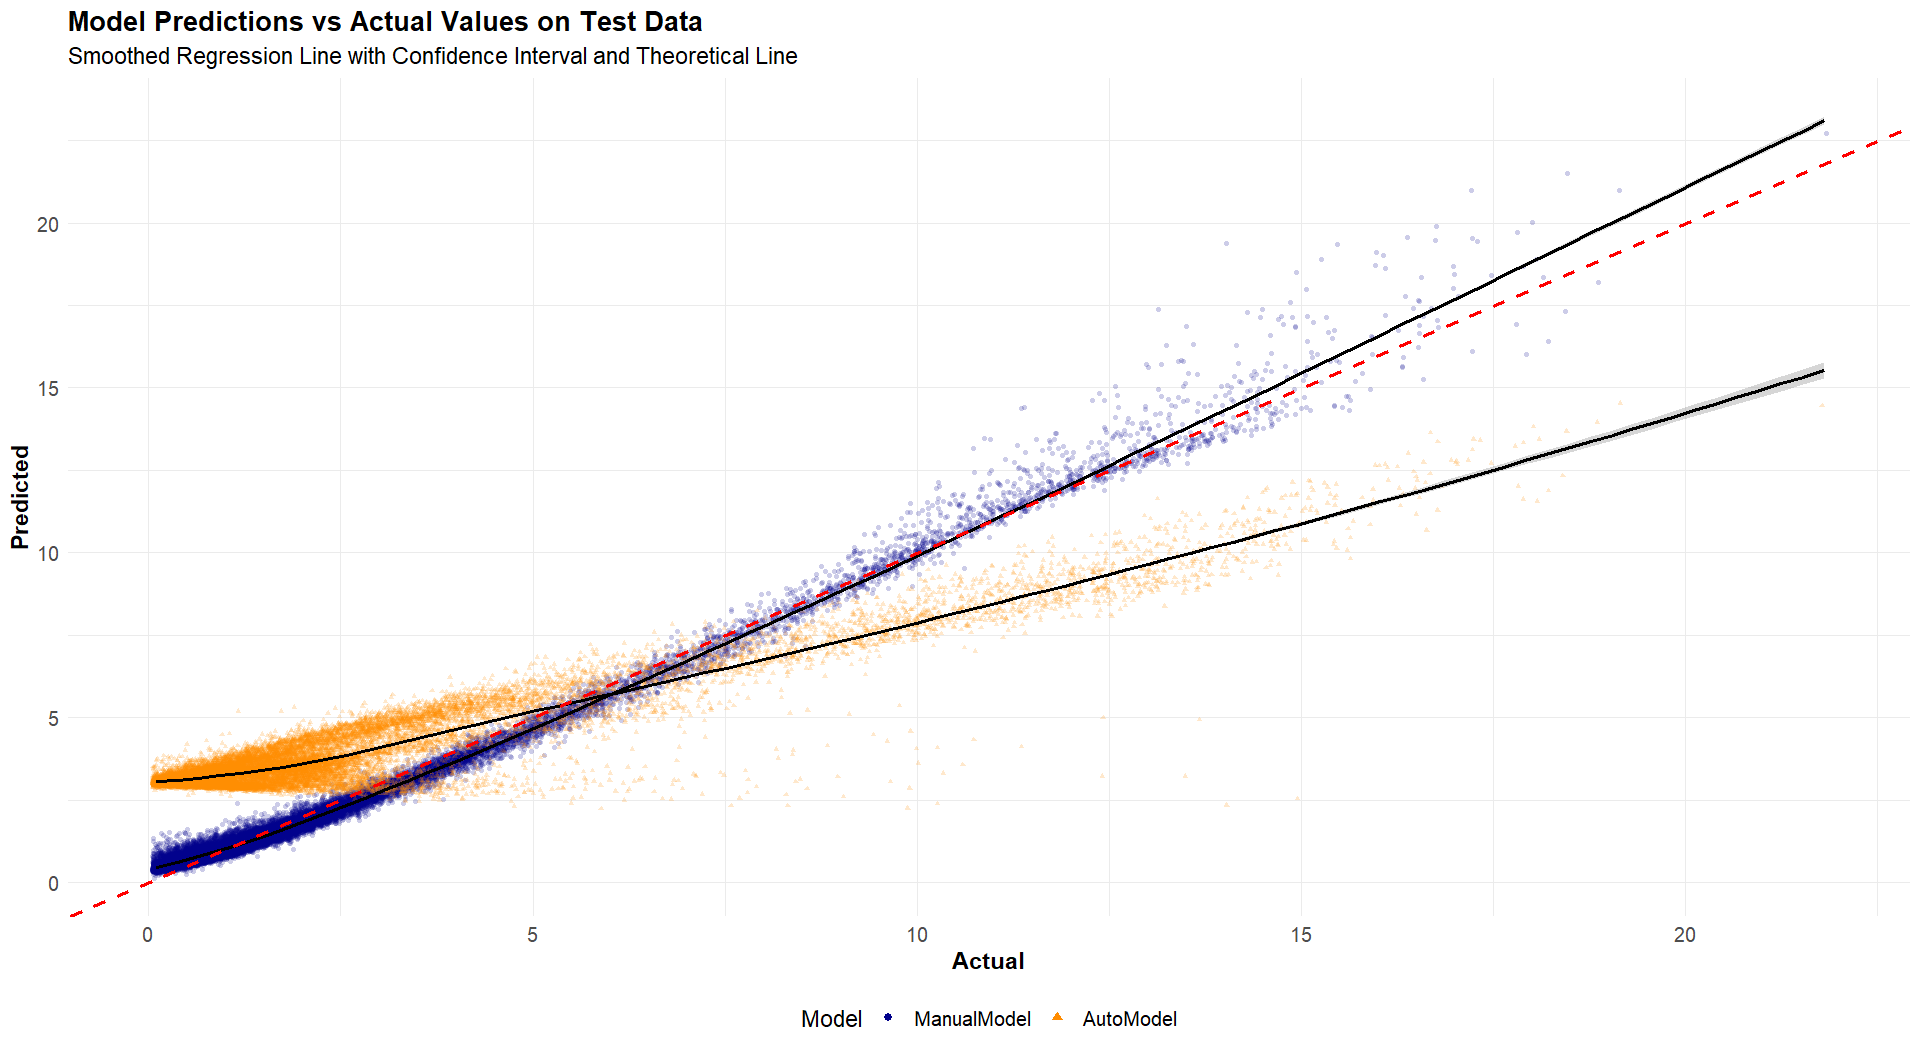 Model Predictions vs Actual Values on Test Data
Smoothed Regression Line with Confidence Interval and Theoretical Line
Predicted
20
15
10
5
0
0 5 10 15 20
Actual
Model ManualModel AutoModel